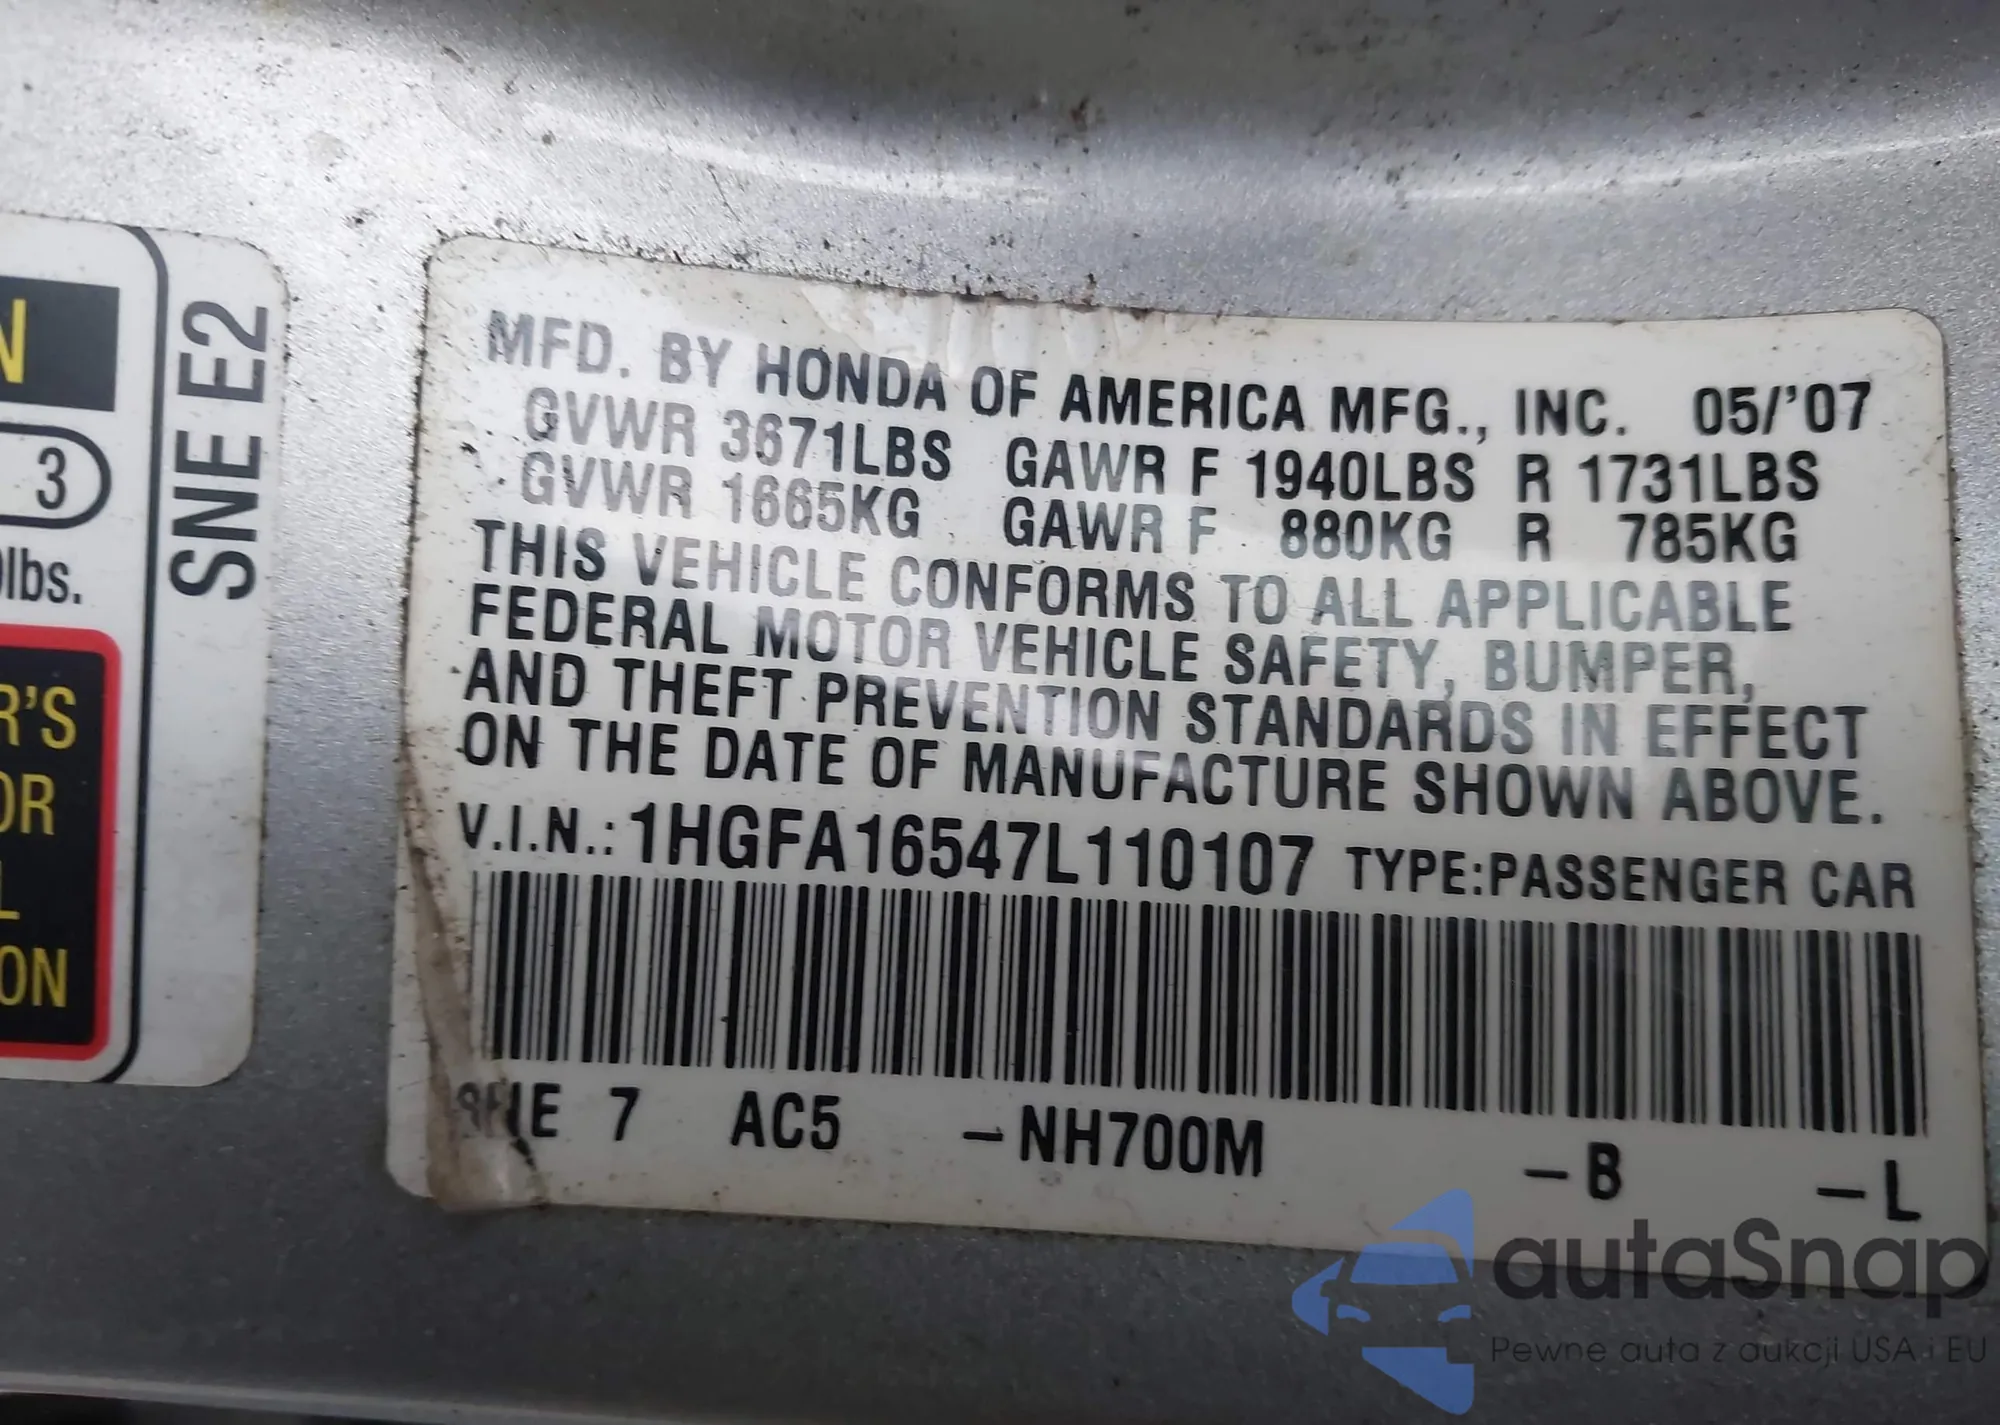 N
3
lbs.
R'S
OR
L
ON
SNE E2
MFD. BY HONDA OF AMERICA MFG., INC. 05/'07
GVWR 3671LBS GAWR F 1940LBS R 1731LBS
GVWR 1665KG GAWR F 880KG R 785KG
THIS VEHICLE CONFORMS TO ALL APPLICABLE
FEDERAL MOTOR VEHICLE SAFETY, BUMPER,
AND THEFT PREVENTION STANDARDS IN EFFECT
ON THE DATE OF MANUFACTURE SHOWN ABOVE.
V.I.N.: 1HGFA16547L110107 TYPE:PASSENGER CAR
7 AC5 -NH700M -B -L
autaSnap
Pewne auta z aukcji USA i EU